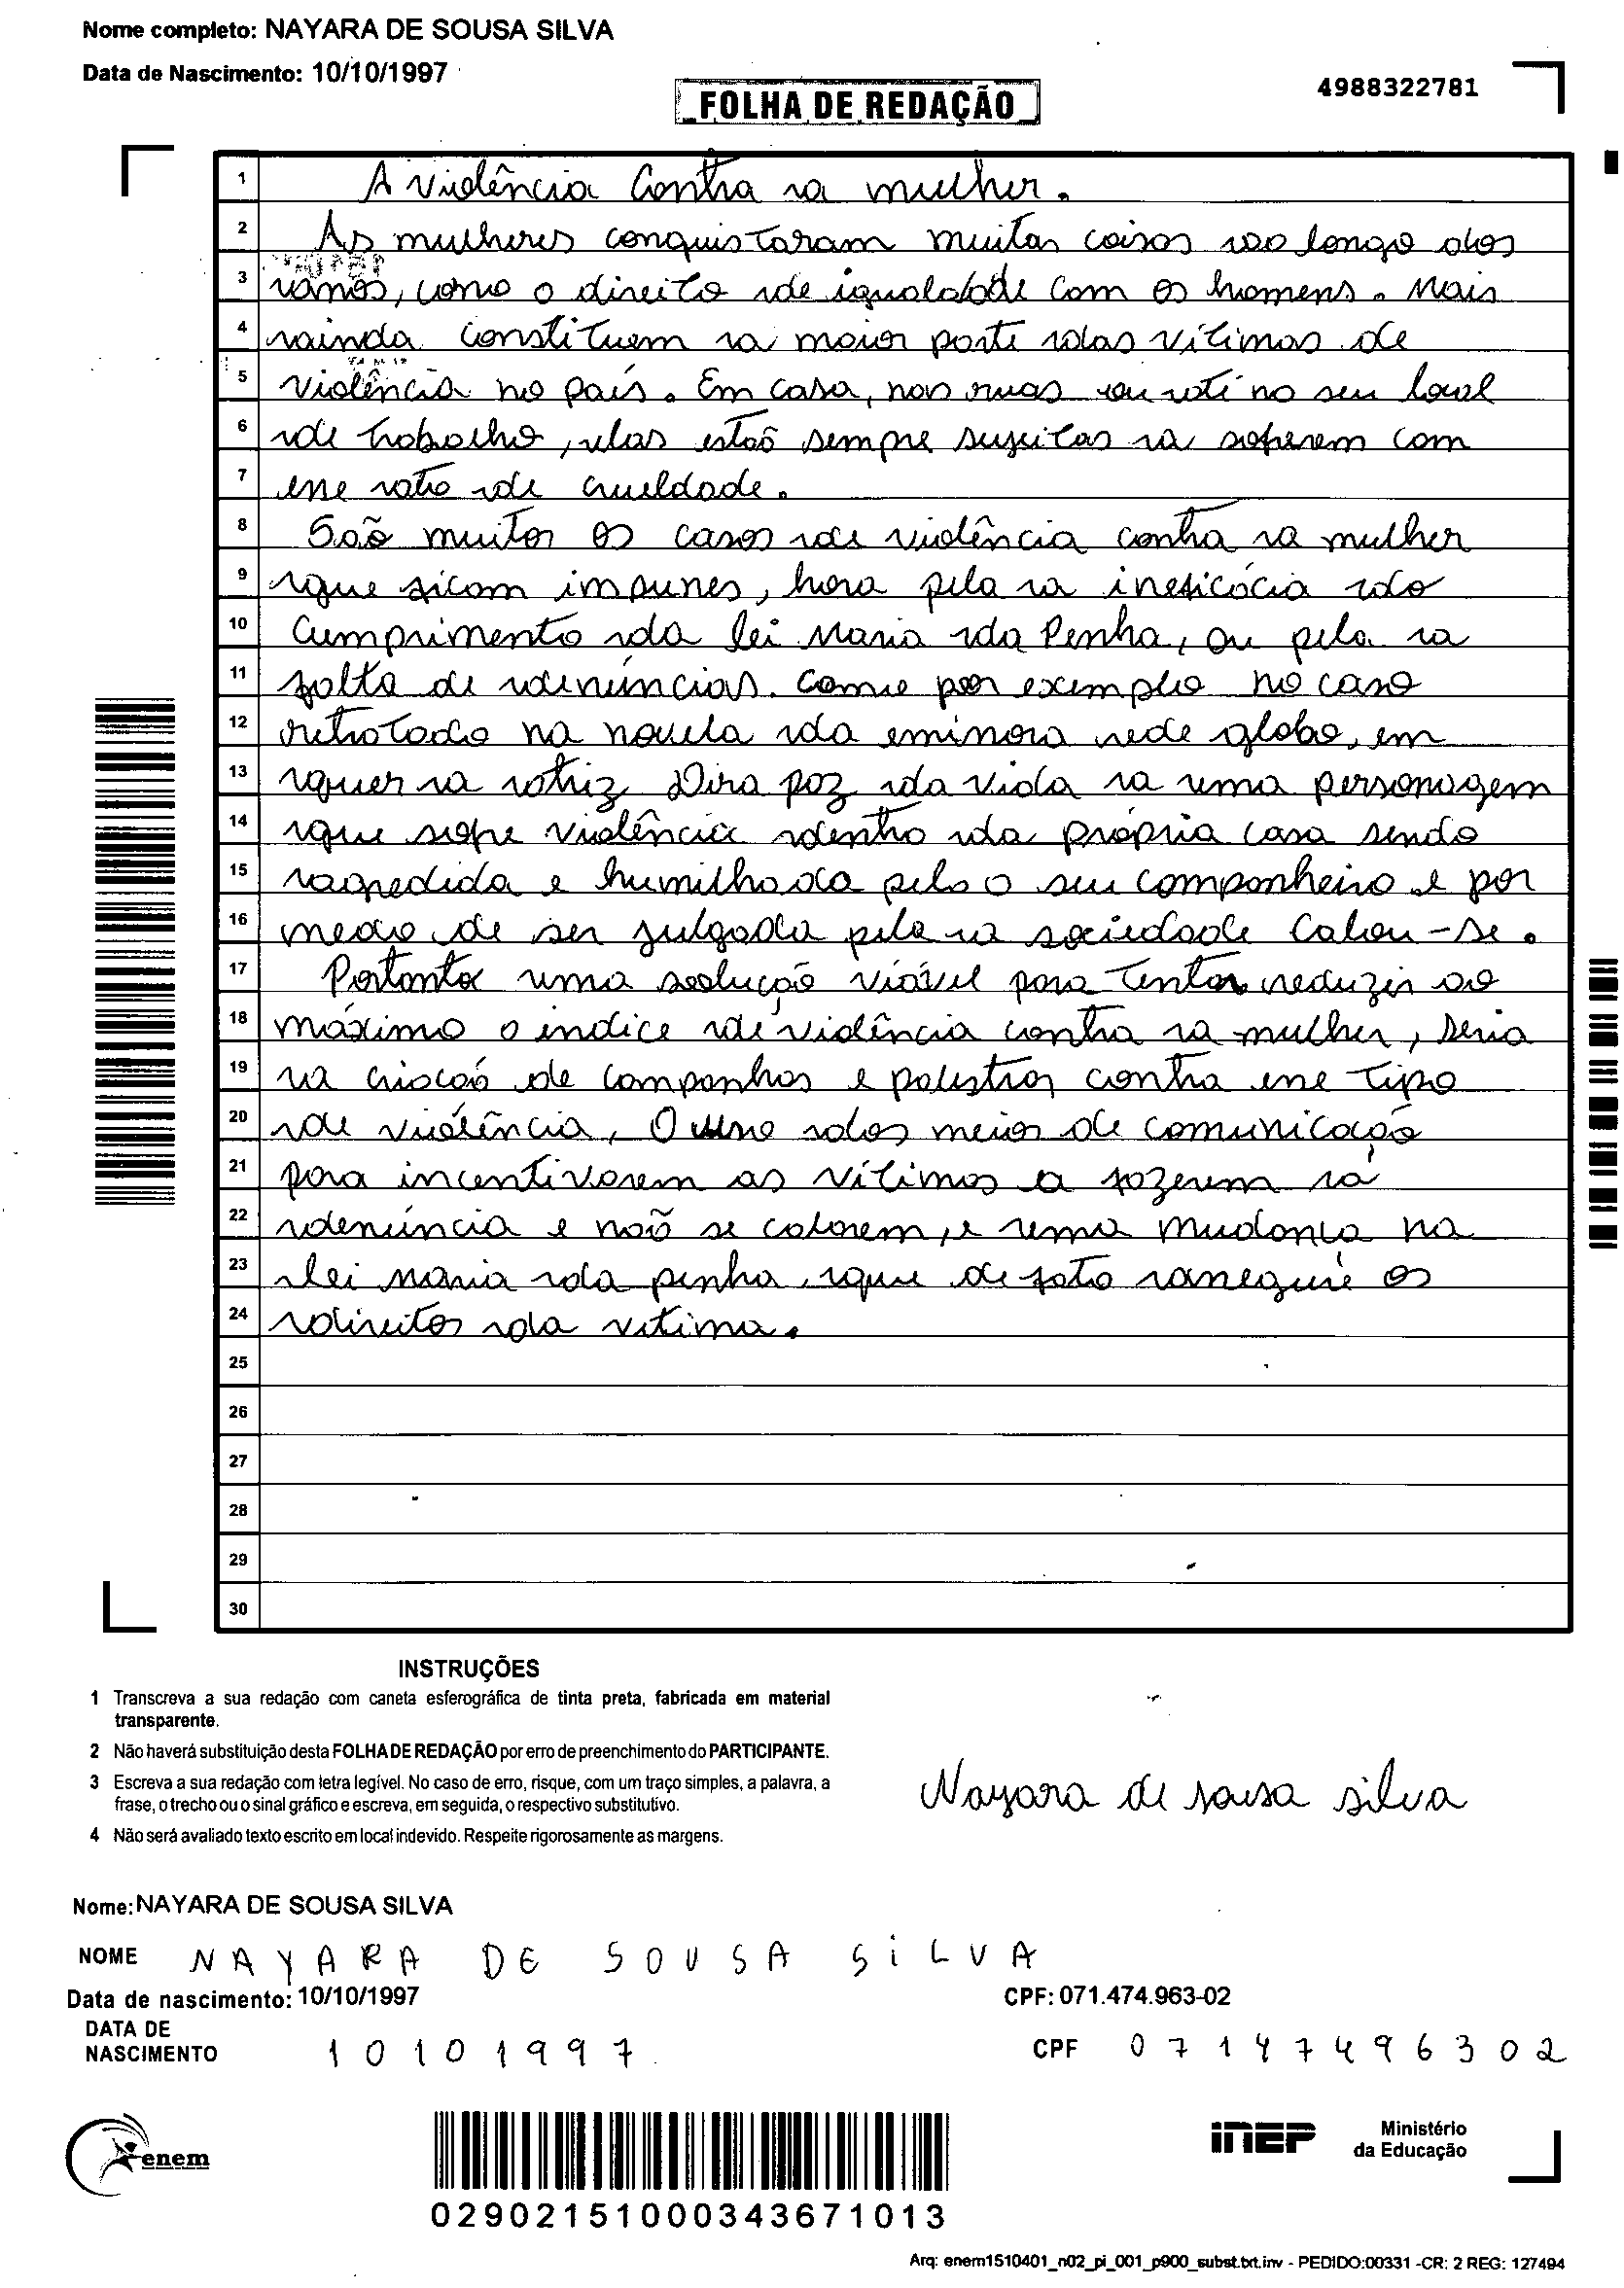 Nome completo: NAYARA DE SOUSA SILVA
Data de Nascimento: 10/10/1997
4988322781
FOLHA DE REDAÇÃO
1 A violência Contra a mulher.
2 As mulheres conquistaram muitas coisas ao longo dos
3 anos, como o direito de igualdade com os homens. Mais
4 ainda constituem a maior parte das vítimas de
5 violência no país. Em casa, nas ruas ou até no seu local
6 de trabalho, elas estaõ sempre sujeitas a sofrerem com
7 esse ato de crueldade.
8 Saõ muitos os casos de violência contra a mulher
9 que ficam impunes, hora pela a ineficácia do
10 Cumprimento da lei Maria da Penha, ou pela a
11 falta de denúncias. Como por exemplo no caso
12 retratado na novela da eminora rede globo, em
13 quer a atriz Dira paz da vida a uma personagem
14 que sofre violência dentro da própria casa sendo
15 agredida e humilhada pelo o seu companheiro e por
16 medo de ser julgada pela a sociedade Calou-se.
17 Portanto uma solução viável para tentar reduzir ao
18 máximo o indice de violência contra a mulher, seria
19 a criacaõ de campanhas e palestras contra esse tipo
20 de violência, O uso dos meios de comunicação
21 para incentivarem as vítimas a fazerem a
22 denúncia e naõ se calarem, e uma mudança na
23 lei Maria da penha, que de fato assegure os
24 direitos da vitima.
25
26
27
28
29
30
INSTRUÇÕES
1 Transcreva a sua redação com caneta esferográfica de tinta preta, fabricada em material
transparente.
2 Não haverá substituição desta FOLHA DE REDAÇÃO por erro de preenchimento do PARTICIPANTE.
3 Escreva a sua redação com letra legível. No caso de erro, risque, com um traço simples, a palavra, a
frase, o trecho ou o sinal gráfico e escreva, em seguida, o respectivo substitutivo.
4 Não será avaliado texto escrito em local indevido. Respeite rigorosamente as margens.
Nayara de sousa silva
Nome: NAYARA DE SOUSA SILVA
NOME NAYARA DE SOUSA SiLVA
Data de nascimento: 10/10/1997 CPF: 071.474.963-02
DATA DE
NASCIMENTO 10101997 CPF 07147496302
enem
inep
Ministério
da Educação
029021510003436​71013
Arq: enem1510401_n02_pi_001_p900_subst.txt.inv - PEDIDO:00331 -CR: 2 REG: 127494